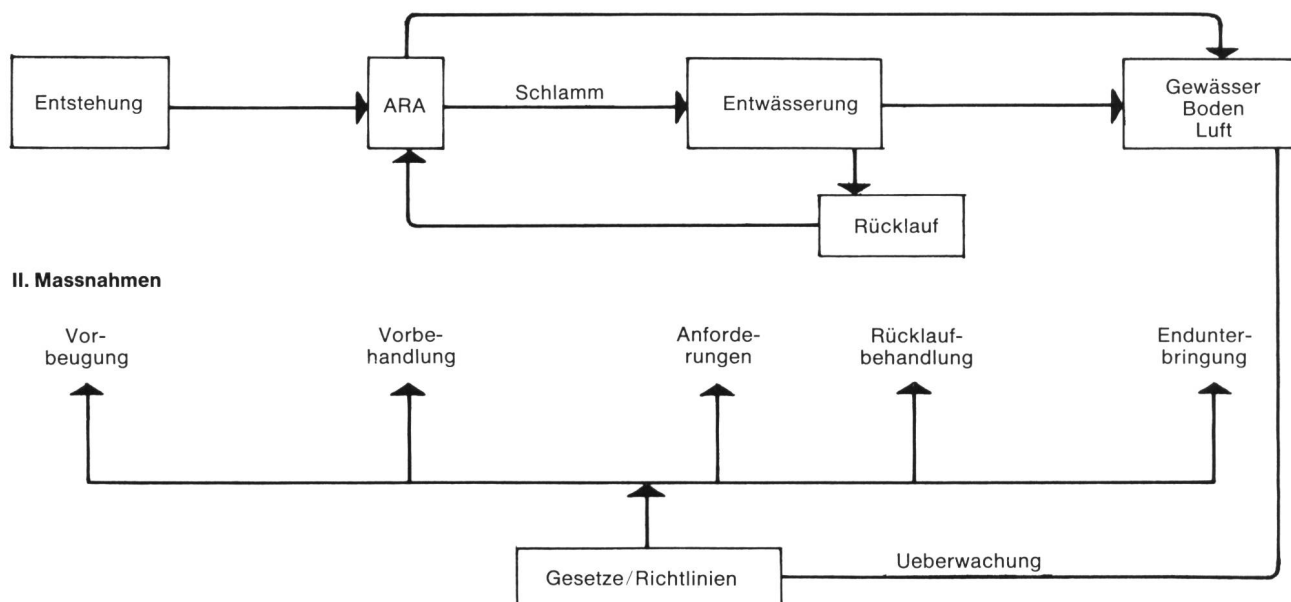 Entstehung
ARA
Schlamm
Entwässerung
Gewässer
Boden
Luft
Rücklauf
II. Massnahmen
Vor-
beugung
Vorbe-
handlung
Anforde-
rungen
Rücklauf-
behandlung
Endunter-
bringung
Gesetze/Richtlinien
Ueberwachung